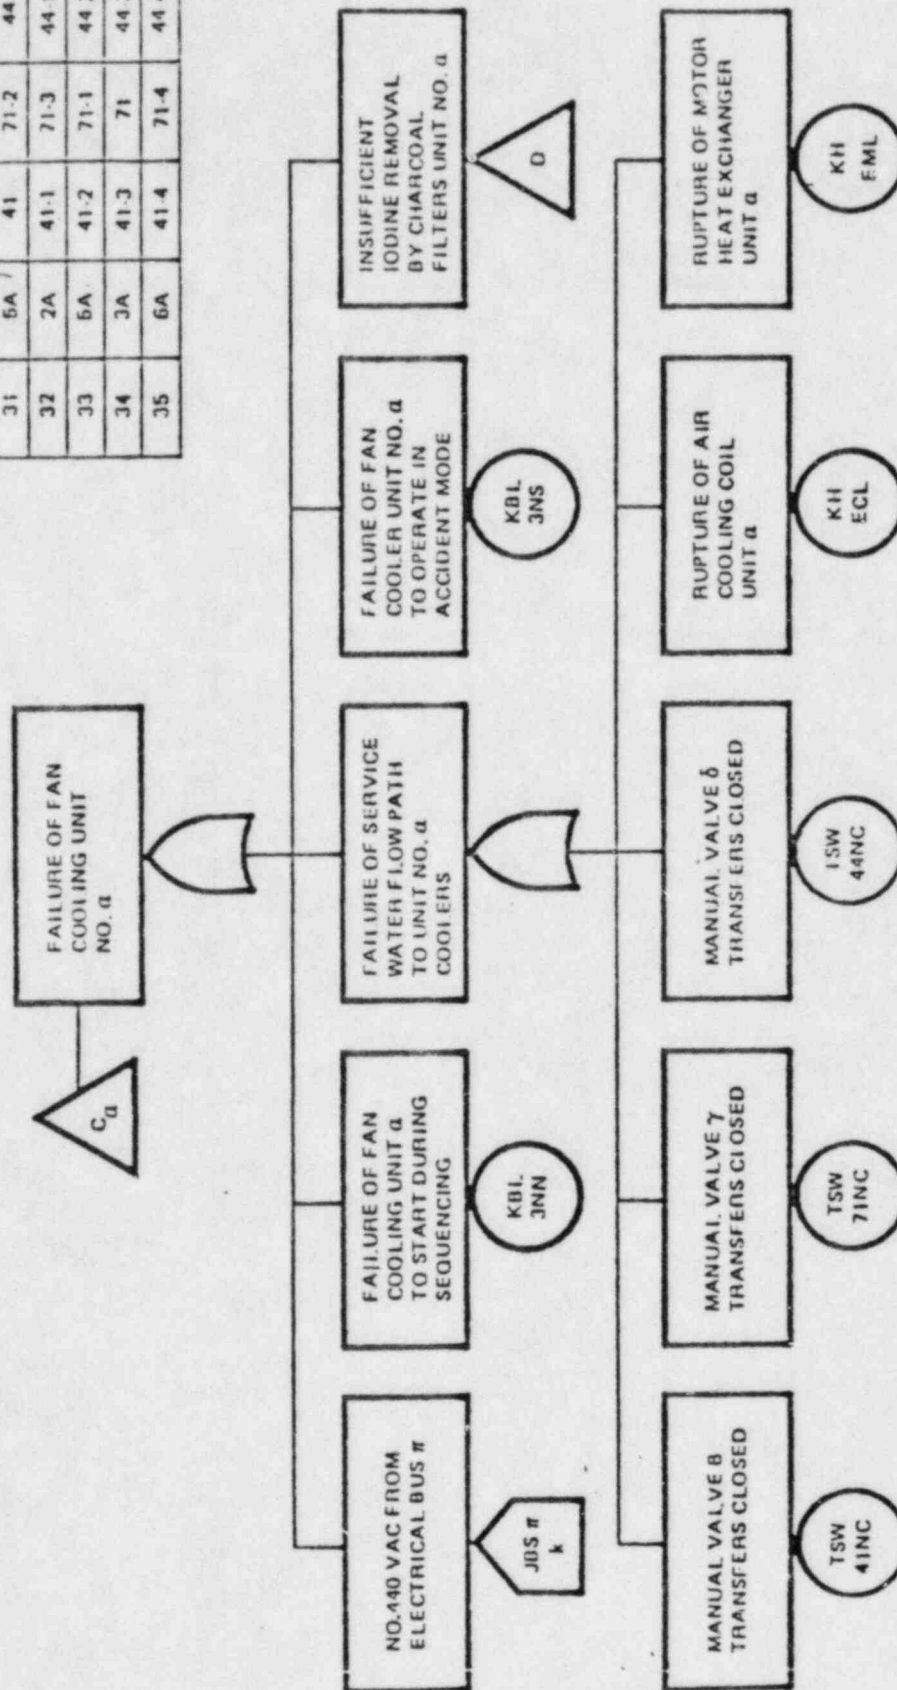 31 5A 41 71-2 44
32 2A 41-1 71-3
33 5A 41-2 71-1
34 3A 41-3 71
35 6A 41-4 71-4
FAILURE OF FAN
COOLING UNIT
NO. α
Cα
NO.440 VAC FROM
ELECTRICAL BUS π
JBS π
k
FAILURE OF FAN
COOLING UNIT α
TO START DURING
SEQUENCING
KBL
3NN
FAILURE OF SERVICE
WATER FLOW PATH
TO UNIT NO. α
COOLERS
FAILURE OF FAN
COOLER UNIT NO. α
TO OPERATE IN
ACCIDENT MODE
KBL
3NS
INSUFFICIENT
IODINE REMOVAL
BY CHARCOAL
FILTERS UNIT NO. α
D
MANUAL VALVE B
TRANSFERS CLOSED
TSW
41NC
MANUAL VALVE γ
TRANSFERS CLOSED
TSW
71NC
MANUAL VALVE δ
TRANSFERS CLOSED
TSW
44NC
RUPTURE OF AIR
COOLING COIL
UNIT α
KH
ECL
RUPTURE OF MOTOR
HEAT EXCHANGER
UNIT α
KH
EML